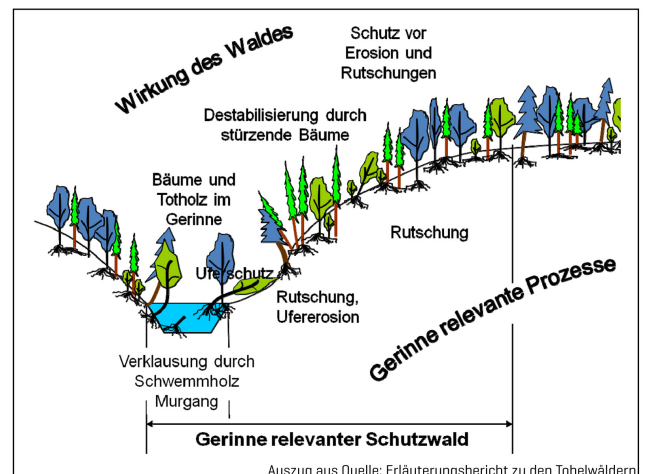 Wirkung des Waldes
Schutz vor
Erosion und
Rutschungen
Destabilisierung durch
stürzende Bäume
Bäume und
Totholz im
Gerinne
Rutschung
Uferschutz
Rutschung,
Ufererosion
Gerinne relevante Prozesse
Verklausung durch
Schwemmholz
Murgang
Gerinne relevanter Schutzwald
Auszug aus Quelle: Erläuterungsbericht zu den Tobelwäldern